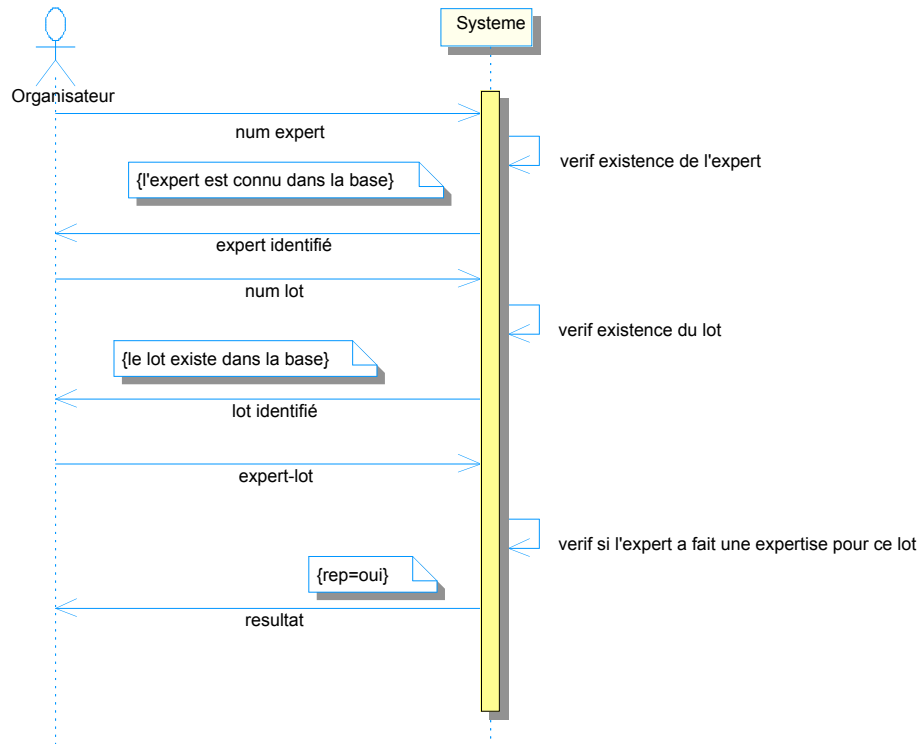 Systeme
Organisateur
num expert
verif existence de l'expert
{l'expert est connu dans la base}
expert identifié
num lot
verif existence du lot
{le lot existe dans la base}
lot identifié
expert-lot
verif si l'expert a fait une expertise pour ce lot
{rep=oui}
resultat